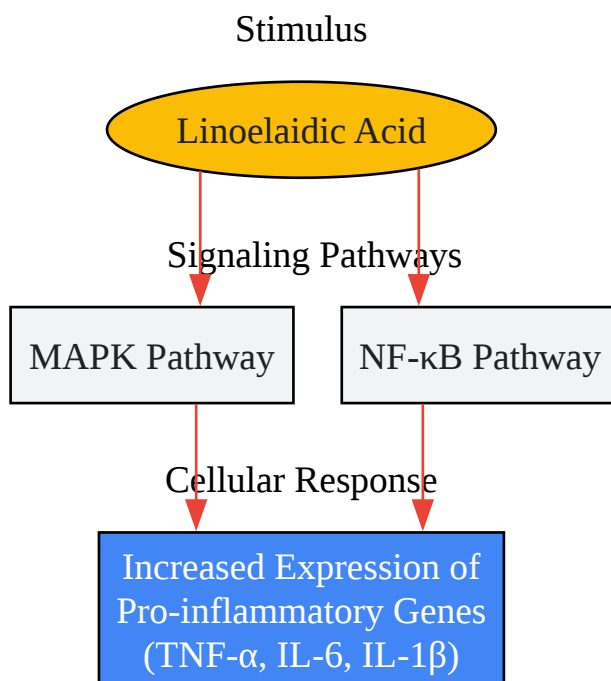 Stimulus
Linoelaidic Acid
Signaling Pathways
MAPK Pathway
NF-κB Pathway
Cellular Response
Increased Expression of
Pro-inflammatory Genes
(TNF-α, IL-6, IL-1β)